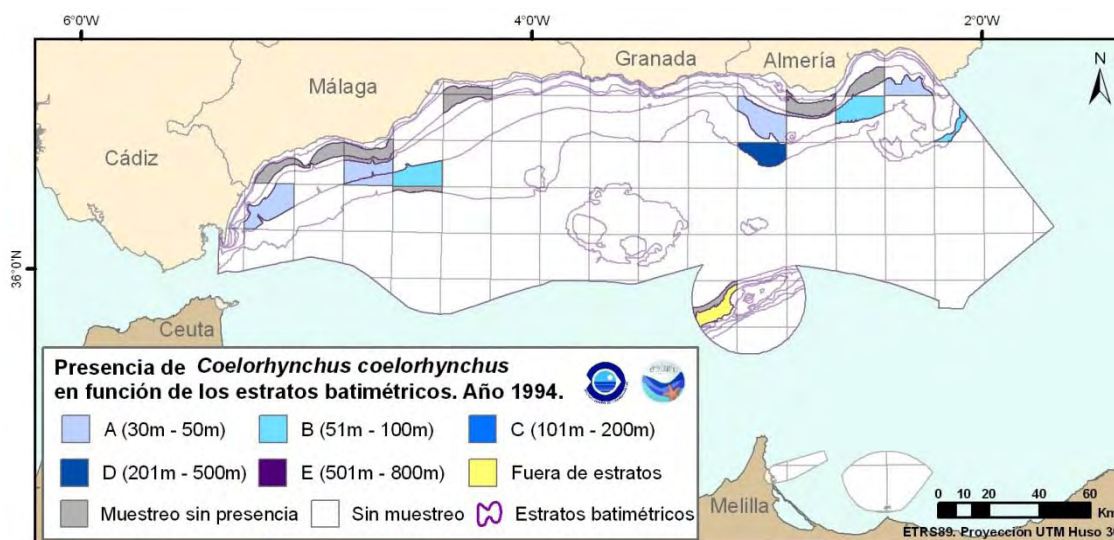 6°0'W 4°0'W 2°0'W
Granada Almería
Málaga
N
Cádiz
36°0'N
Ceuta
Presencia de Coelorhynchus coelorhynchus
en función de los estratos batimétricos. Año 1994.
A (30m - 50m) B (51m - 100m) C (101m - 200m)
D (201m - 500m) E (501m - 800m) Fuera de estratos
Muestreo sin presencia Sin muestreo Estratos batimétricos
Melilla
0 10 20 40 60
Km
ETRS89. Proyección UTM Huso 3